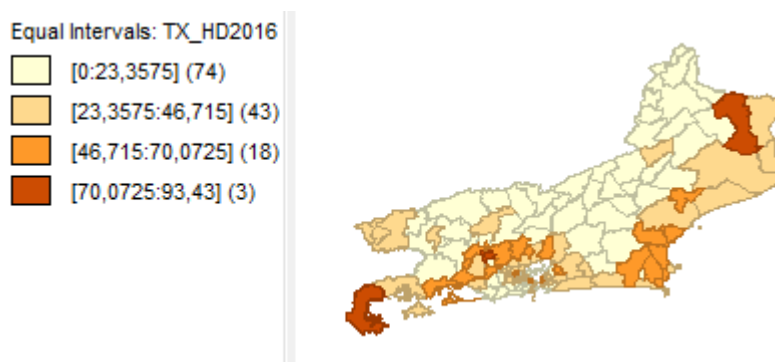 Equal Intervals: TX_HD2016
[0:23,3575] (74)
[23,3575:46,715] (43)
[46,715:70,0725] (18)
[70,0725:93,43] (3)